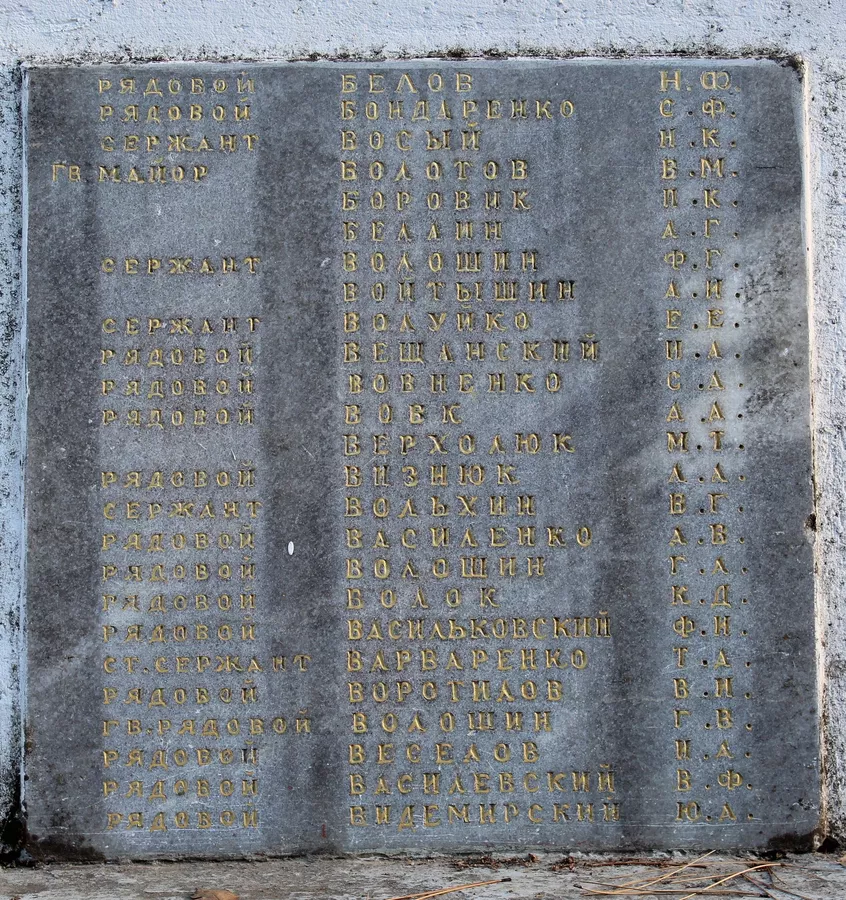 РЯДОВОЙ БЕЛОВ Н.Ф.
РЯДОВОЙ БОНДАРЕНКО С.Ф.
СЕРЖАНТ БОСЫЙ Н.К.
ГВ. МАЙОР БОЛОТОВ В.М.
БОРОВИК П.К.
БЕЛЛИН А.Г.
СЕРЖАНТ ВОЛОШИН Ф.Г.
ВОЙТЫШИН А.И.
СЕРЖАНТ ВОЛУЙКО Е.Е.
РЯДОВОЙ ВЕЩАНСКИЙ И.А.
РЯДОВОЙ ВОВНЕНКО С.А.
РЯДОВОЙ ВОВК А.А.
ВЕРХОЛЮК М.Т.
РЯДОВОЙ ВИЗНЮК А.А.
СЕРЖАНТ ВОЛЬХИН В.Г.
РЯДОВОЙ ВАСИЛЕНКО А.В.
РЯДОВОЙ ВОЛОШИН Г.А.
РЯДОВОЙ ВОЛОК К.Д.
РЯДОВОЙ ВАСИЛЬКОВСКИЙ Ф.Н.
СТ. СЕРЖАНТ ВАРВАРЕНКО Т.А.
РЯДОВОЙ ВОРОТИЛОВ В.И.
ГВ. РЯДОВОЙ ВОЛОШИН Г.В.
РЯДОВОЙ ВЕСЕЛОВ И.А.
РЯДОВОЙ ВАСИЛЕВСКИЙ В.Ф.
РЯДОВОЙ ВИДЕМИРСКИЙ Ю.А.